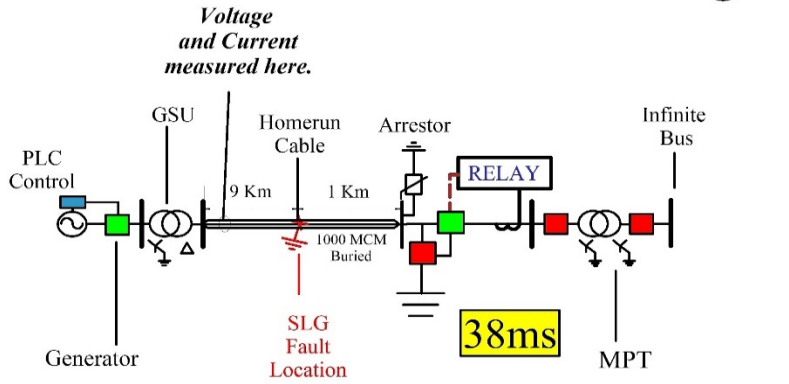 Voltage
and Current
measured here.
GSU
Homerun
Cable
Arrestor
Infinite
Bus
PLC
Control
RELAY
9 Km
1 Km
1000 MCM
Buried
SLG
Fault
Location
38ms
Generator
MPT